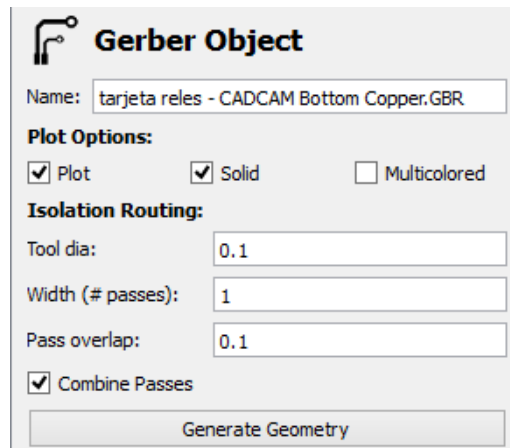 Gerber Object
Name: tarjeta reles - CADCAM Bottom Copper.GBR
Plot Options:
Plot Solid Multicolored
Isolation Routing:
Tool dia: 0.1
Width (# passes): 1
Pass overlap: 0.1
Combine Passes
Generate Geometry